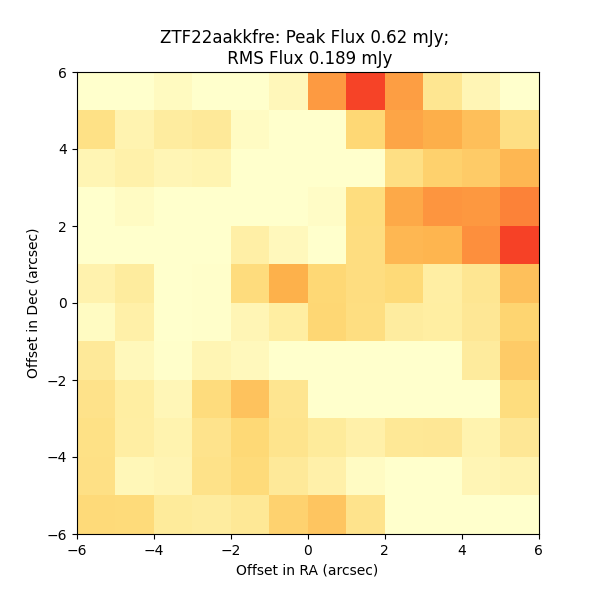 ZTF22aakkfre: Peak Flux 0.62 mJy;
RMS Flux 0.189 mJy
6
4
2
0
−2
−4
−6
Offset in Dec (arcsec)
−6 −4 −2 0 2 4 6
Offset in RA (arcsec)